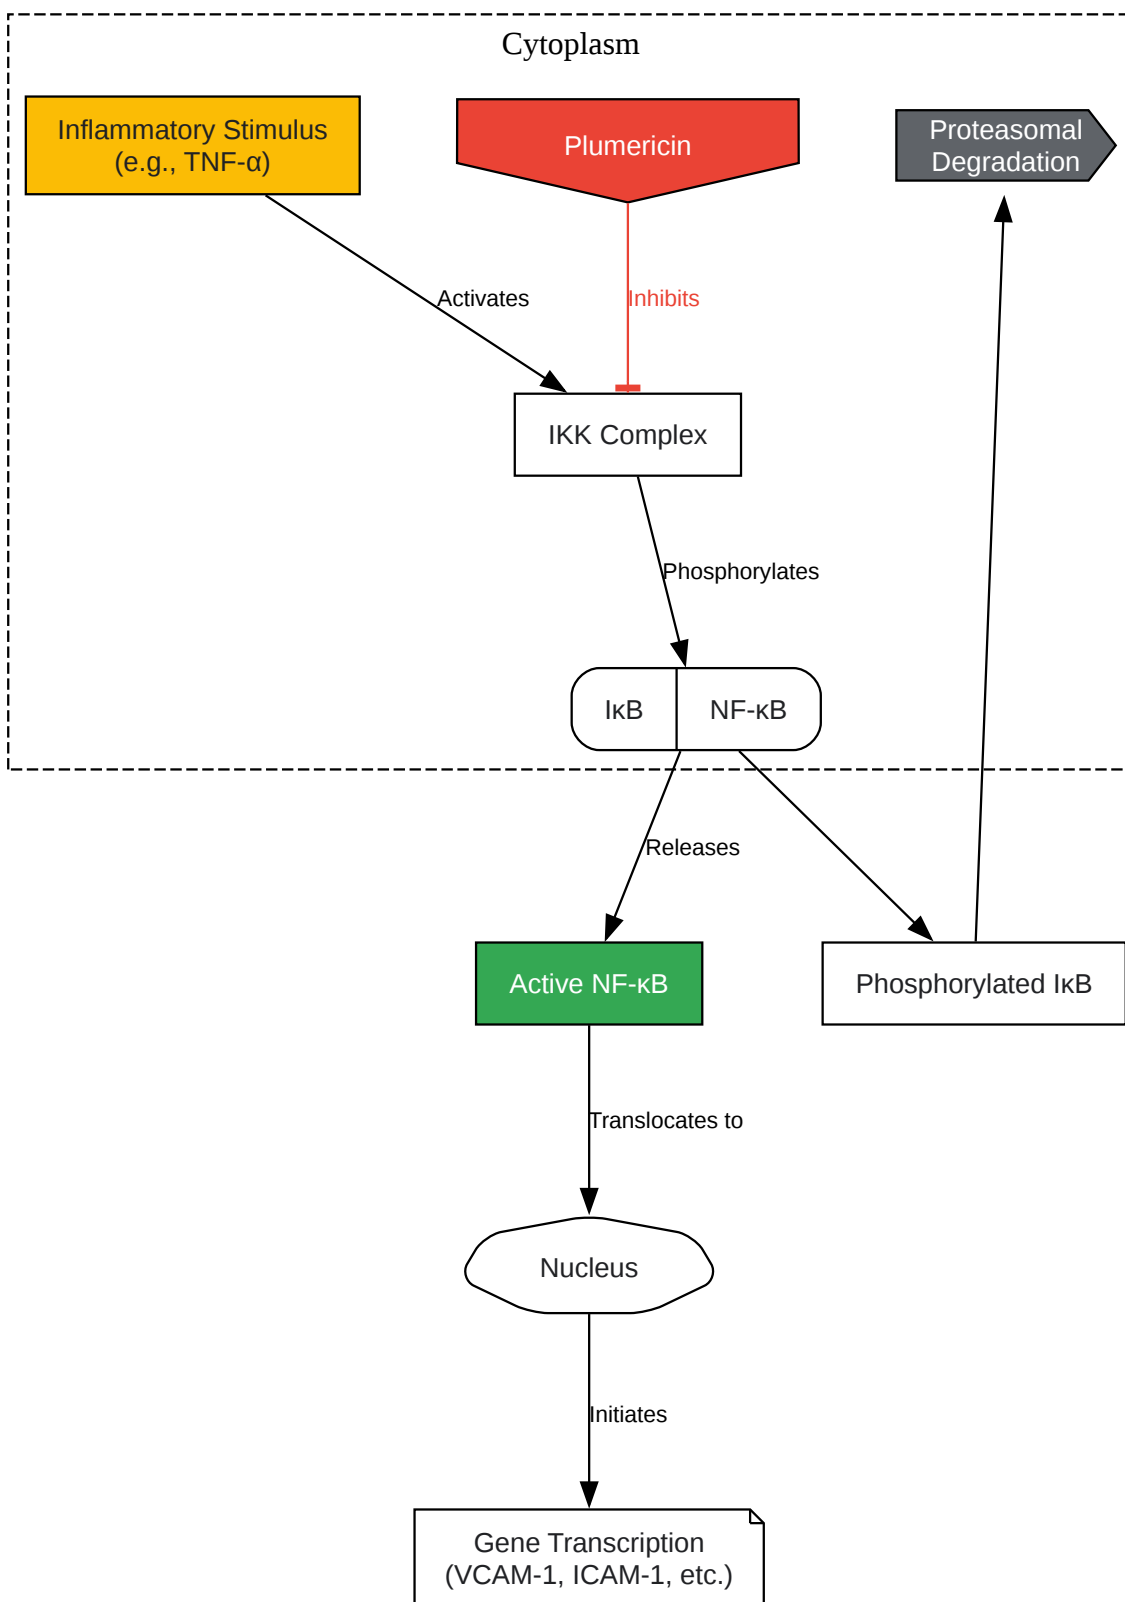 Cytoplasm
Inflammatory Stimulus
(e.g., TNF-α)
Plumericin
Proteasomal
Degradation
Activates
Inhibits
IKK Complex
Phosphorylates
IκB
NF-κB
Releases
Active NF-κB
Phosphorylated IκB
Translocates to
Nucleus
Initiates
Gene Transcription
(VCAM-1, ICAM-1, etc.)